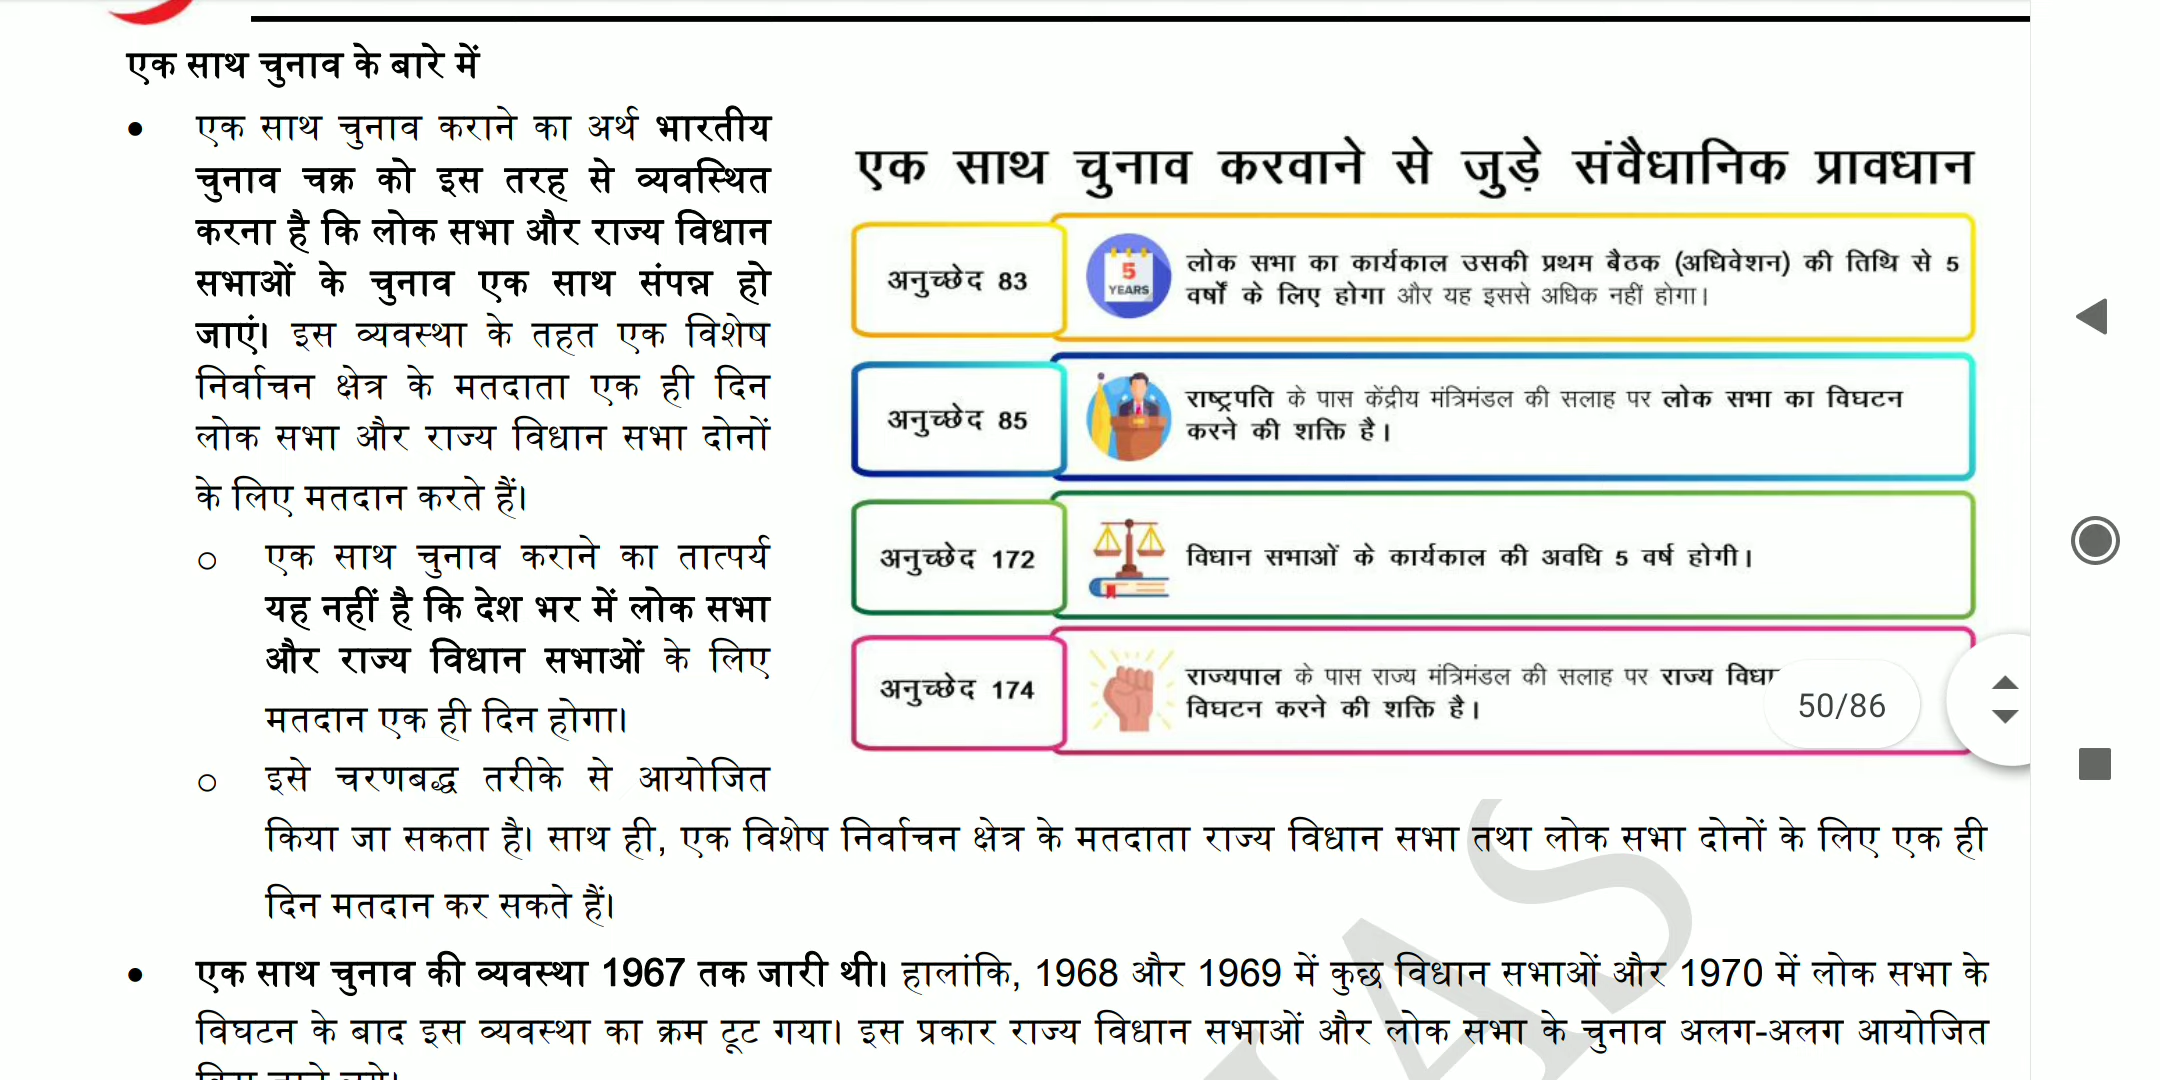 एक साथ चुनाव के बारे में
• एक साथ चुनाव कराने का अर्थ भारतीय
चुनाव चक्र को इस तरह से व्यवस्थित
करना है कि लोक सभा और राज्य विधान
सभाओं के चुनाव एक साथ संपन्न हो
जाएं। इस व्यवस्था के तहत एक विशेष
निर्वाचन क्षेत्र के मतदाता एक ही दिन
लोक सभा और राज्य विधान सभा दोनों
के लिए मतदान करते हैं।
o एक साथ चुनाव कराने का तात्पर्य
यह नहीं है कि देश भर में लोक सभा
और राज्य विधान सभाओं के लिए
मतदान एक ही दिन होगा।
o इसे चरणबद्ध तरीके से आयोजित
किया जा सकता है। साथ ही, एक विशेष निर्वाचन क्षेत्र के मतदाता राज्य विधान सभा तथा लोक सभा दोनों के लिए एक ही
दिन मतदान कर सकते हैं।
एक साथ चुनाव करवाने से जुड़े संवैधानिक प्रावधान
अनुच्छेद 83
5
YEARS
लोक सभा का कार्यकाल उसकी प्रथम बैठक (अधिवेशन) की तिथि से 5
वर्षों के लिए होगा और यह इससे अधिक नहीं होगा।
अनुच्छेद 85
राष्ट्रपति के पास केंद्रीय मंत्रिमंडल की सलाह पर लोक सभा का विघटन
करने की शक्ति है।
अनुच्छेद 172
विधान सभाओं के कार्यकाल की अवधि 5 वर्ष होगी।
अनुच्छेद 174
राज्यपाल के पास राज्य मंत्रिमंडल की सलाह पर राज्य
विघटन करने की शक्ति है।
50/86
• एक साथ चुनाव की व्यवस्था 1967 तक जारी थी। हालांकि, 1968 और 1969 में कुछ विधान सभाओं और 1970 में लोक सभा के
विघटन के बाद इस व्यवस्था का क्रम टूट गया। इस प्रकार राज्य विधान सभाओं और लोक सभा के चुनाव अलग-अलग आयोजित